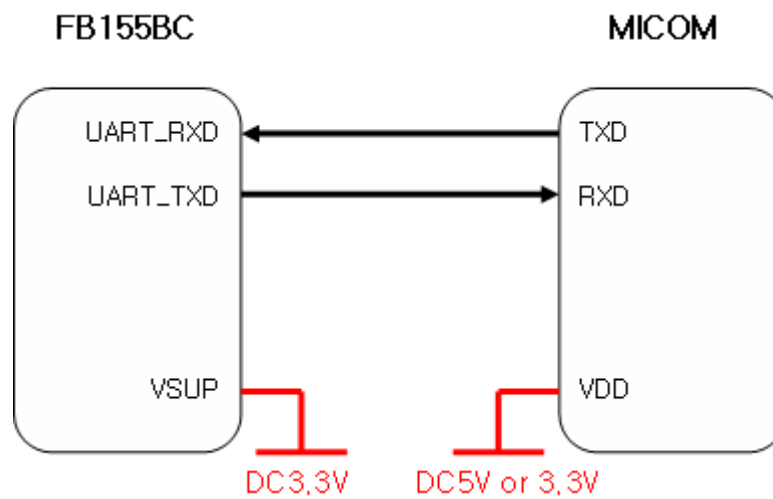 FB155BC
MICOM
UART_RXD
TXD
UART_TXD
RXD
VSUP
VDD
DC3,3V
DC5V or 3,3V